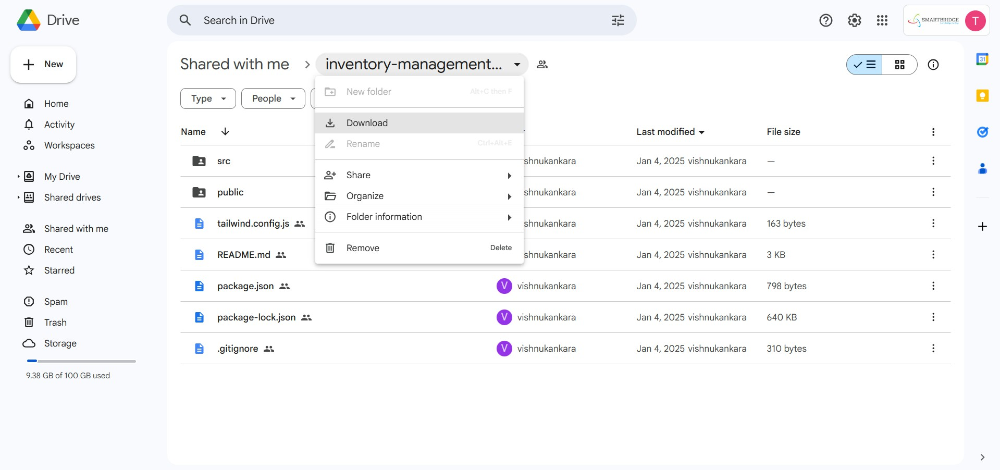 Drive
Search in Drive
SMARTBRIDGE
T
New
Home
Activity
Workspaces
My Drive
Shared drives
Shared with me
Recent
Starred
Spam
Trash
Storage
9.38 GB of 100 GB used
Shared with me
inventory-management...
Type
People
New folder Alt+C then F
Download
Rename Ctrl+Alt+E
Share
Organize
Folder information
Remove Delete
Name Last modified File size
src shnukankara Jan 4, 2025 vishnukankara —
public shnukankara Jan 4, 2025 vishnukankara —
tailwind.config.js shnukankara Jan 4, 2025 vishnukankara 163 bytes
README.md shnukankara Jan 4, 2025 vishnukankara 3 KB
package.json V vishnukankara Jan 4, 2025 vishnukankara 798 bytes
package-lock.json V vishnukankara Jan 4, 2025 vishnukankara 640 KB
.gitignore V vishnukankara Jan 4, 2025 vishnukankara 310 bytes
31